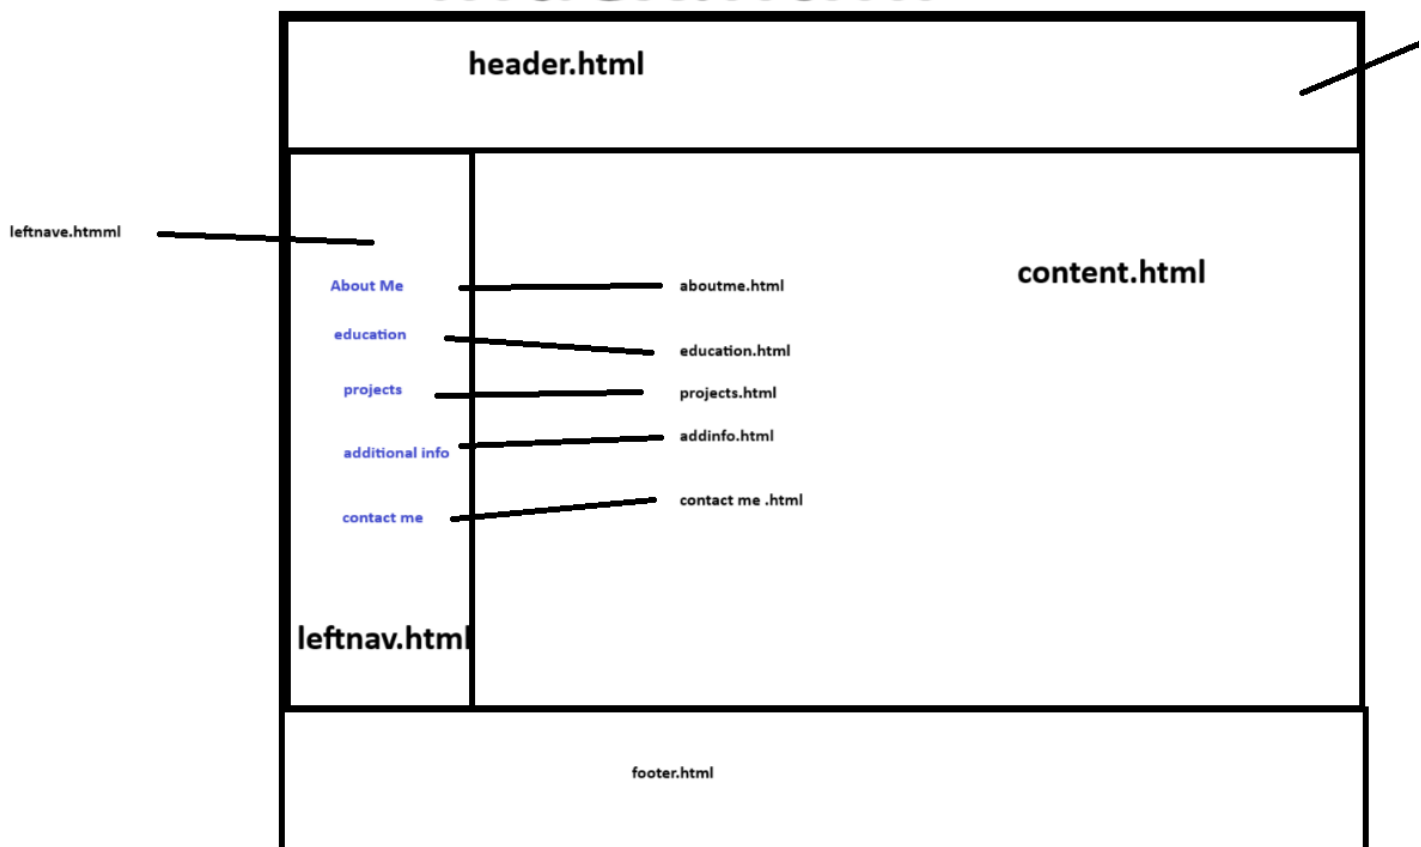 header.html
leftnave.htmml
About Me
aboutme.html
content.html
education
education.html
projects
projects.html
additional info
addinfo.html
contact me
contact me .html
leftnav.html
footer.html